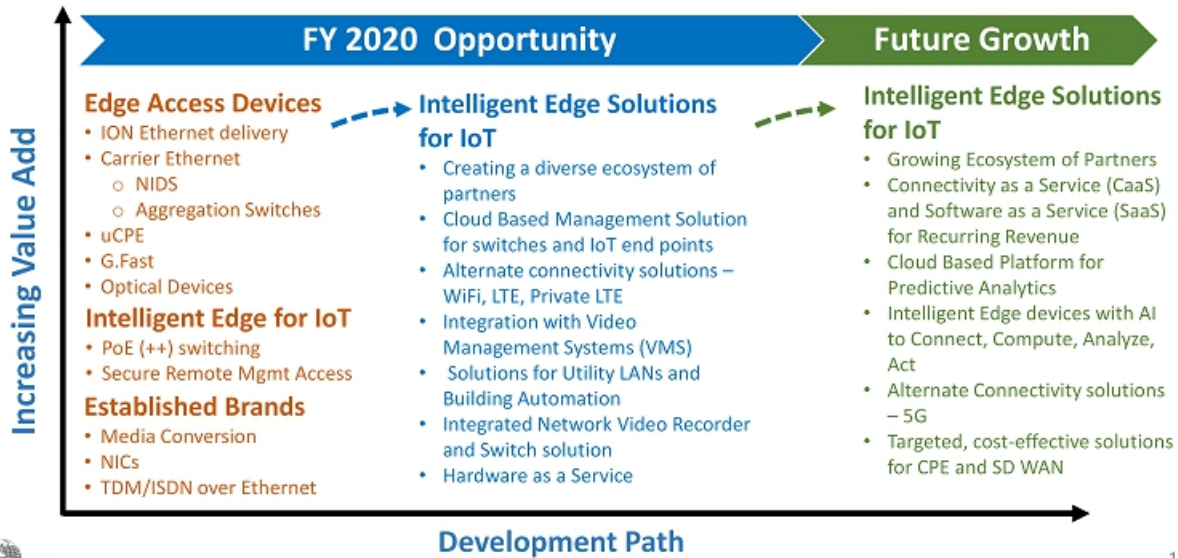 FY 2020 Opportunity
Future Growth
Increasing Value Add
Edge Access Devices
• ION Ethernet delivery
• Carrier Ethernet
o NIDS
o Aggregation Switches
• uCPE
• G.Fast
• Optical Devices
Intelligent Edge for IoT
• PoE (++) switching
• Secure Remote Mgmt Access
Established Brands
• Media Conversion
• NICs
• TDM/ISDN over Ethernet
Intelligent Edge Solutions
for IoT
• Creating a diverse ecosystem of
partners
• Cloud Based Management Solution
for switches and IoT end points
• Alternate connectivity solutions –
WiFi, LTE, Private LTE
• Integration with Video
Management Systems (VMS)
• Solutions for Utility LANs and
Building Automation
• Integrated Network Video Recorder
and Switch solution
• Hardware as a Service
Intelligent Edge Solutions
for IoT
• Growing Ecosystem of Partners
• Connectivity as a Service (CaaS)
and Software as a Service (SaaS)
for Recurring Revenue
• Cloud Based Platform for
Predictive Analytics
• Intelligent Edge devices with AI
to Connect, Compute, Analyze,
Act
• Alternate Connectivity solutions
– 5G
• Targeted, cost-effective solutions
for CPE and SD WAN
Development Path